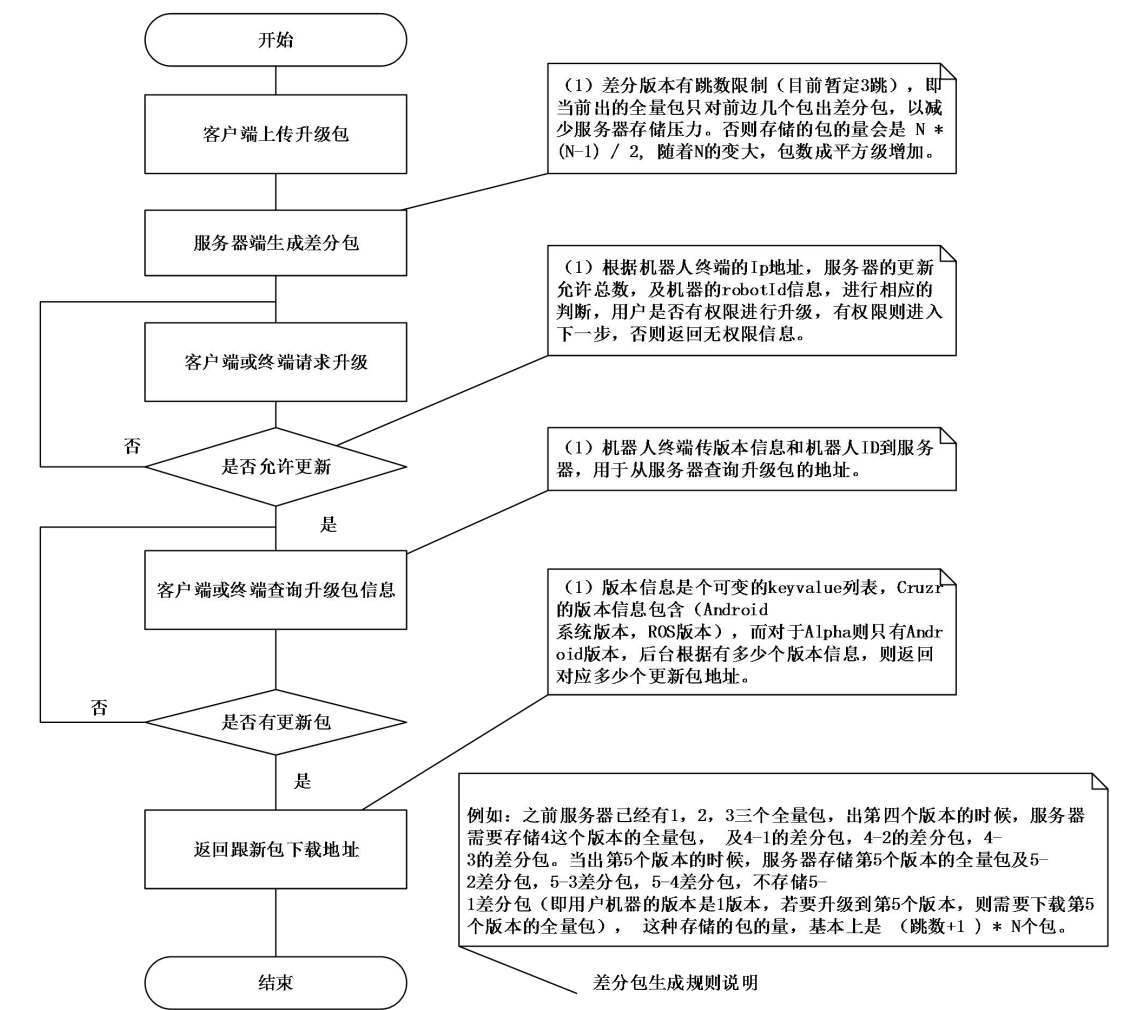 开始
客户端上传升级包
（1）差分版本有跳数限制（目前暂定3跳），即
当前出的全量包只对前边几个包出差分包，以减
少服务器存储压力。否则存储的包的量会是 N *
(N-1) / 2, 随着N的变大，包数成平方级增加。
服务器端生成差分包
（1）根据机器人终端的Ip地址，服务器的更新
允许总数，及机器的robotId信息，进行相应的
判断，用户是否有权限进行升级，有权限则进入
下一步，否则返回无权限信息。
客户端或终端请求升级
否
是否允许更新
是
（1）机器人终端传版本信息和机器人ID到服务
器，用于从服务器查询升级包的地址。
客户端或终端查询升级包信息
（1）版本信息是个可变的keyvalue列表，Cruzr
的版本信息包含（Android
系统版本，ROS版本），而对于Alpha则只有Andr
oid版本，后台根据有多少个版本信息，则返回
对应多少个更新包地址。
否
是否有更新包
是
返回跟新包下载地址
例如：之前服务器已经有1，2，3三个全量包，出第四个版本的时候，服务器
需要存储4这个版本的全量包， 及4-1的差分包，4-2的差分包，4-
3的差分包。当出第5个版本的时候，服务器存储第5个版本的全量包及5-
2差分包，5-3差分包，5-4差分包，不存储5-
1差分包（即用户机器的版本是1版本，若要升级到第5个版本，则需要下载第5
个版本的全量包）， 这种存储的包的量，基本上是 （跳数+1 ）* N个包。
差分包生成规则说明
结束